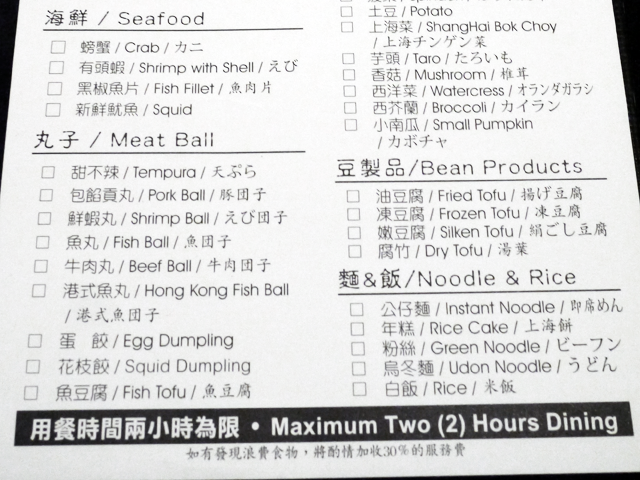 海鮮 / Seafood
□ 螃蟹 / Crab / カニ
□ 有頭蝦 / Shrimp with Shell / えび
□ 黑椒魚片 / Fish Fillet / 魚肉片
□ 新鮮魷魚 / Squid
丸子 / Meat Ball
□ 甜不辣 / Tempura / 天ぷら
□ 包餡貢丸 / Pork Ball / 豚団子
□ 鮮蝦丸 / Shrimp Ball / えび団子
□ 魚丸 / Fish Ball / 魚団子
□ 牛肉丸 / Beef Ball / 牛肉団子
□ 港式魚丸 / Hong Kong Fish Ball
/ 港式魚団子
□ 蛋 餃 / Egg Dumpling
□ 花枝餃 / Squid Dumpling
□ 魚豆腐 / Fish Tofu / 魚豆腐
□ 土豆 / Potato
□ 上海菜 / ShangHai Bok Choy
/ 上海チンゲン菜
□ 芋頭 / Taro / たろいも
□ 香菇 / Mushroom / 椎茸
□ 西洋菜 / Watercress / オランダガラシ
□ 西芥蘭 / Broccoli / カイラン
□ 小南瓜 / Small Pumpkin
/ カボチャ
豆製品/Bean Products
□ 油豆腐 / Fried Tofu / 揚げ豆腐
□ 凍豆腐 / Frozen Tofu / 凍豆腐
□ 嫩豆腐 / Silken Tofu / 絹ごし豆腐
□ 腐竹 / Dry Tofu / 湯葉
麵&飯/Noodle & Rice
□ 公仔麵 / Instant Noodle / 即席めん
□ 年糕 / Rice Cake / 上海餅
□ 粉絲 / Green Noodle / ビーフン
□ 烏冬麵 / Udon Noodle / うどん
□ 白飯 / Rice / 米飯
用餐時間兩小時為限 • Maximum Two (2) Hours Dining
如有發現浪費食物，將酌情加收30%的服務費